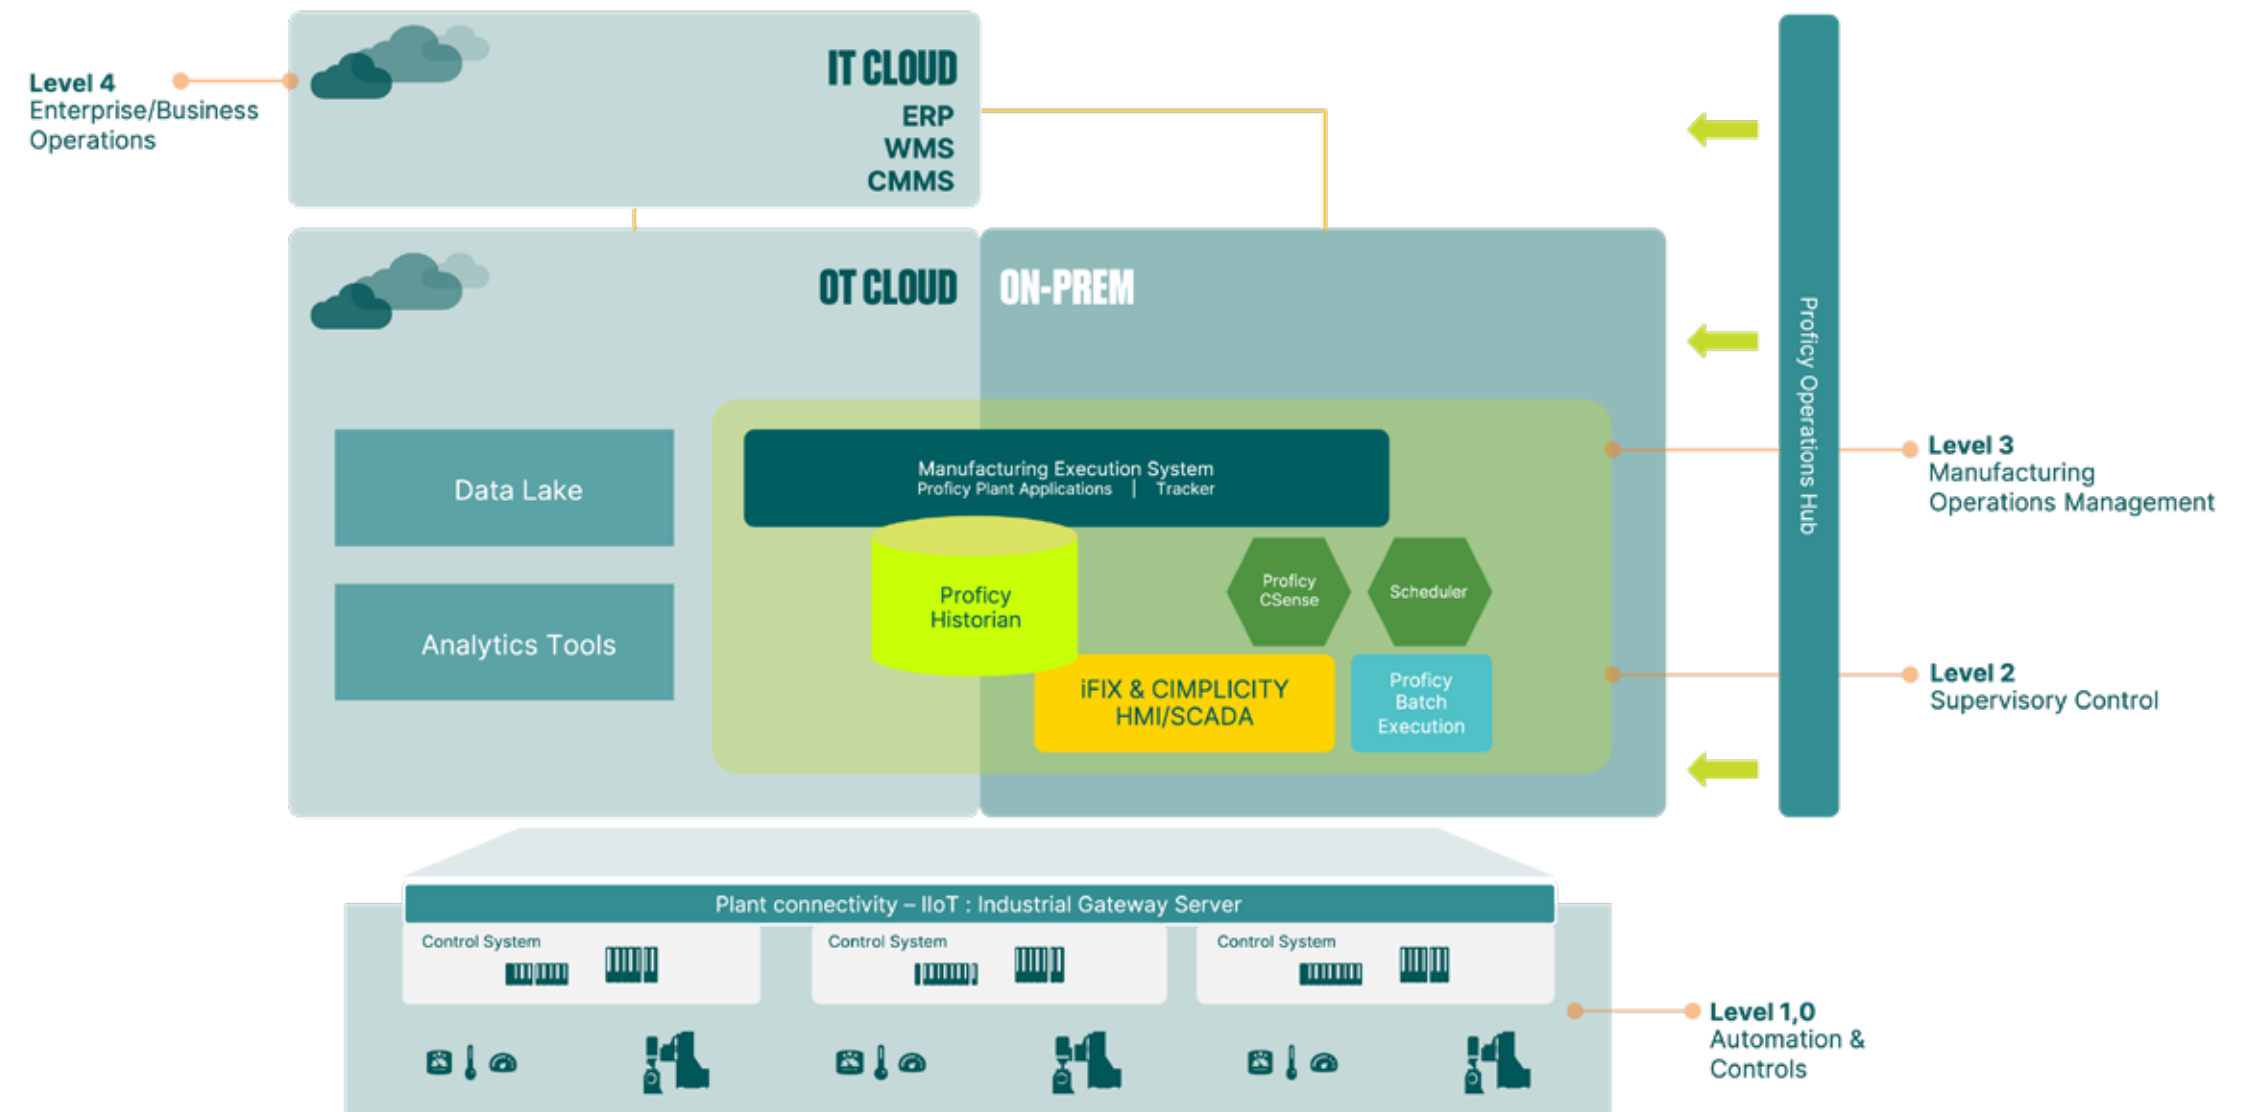 Level 4
Enterprise/Business
Operations
IT CLOUD
ERP
WMS
CMMS
OT CLOUD
ON-PREM
Data Lake
Analytics Tools
Manufacturing Execution System
Proficy Plant Applications | Tracker
Proficy
Historian
Proficy
CSense
Scheduler
iFIX & CIMPLICITY
HMI/SCADA
Proficy
Batch
Execution
Proficy Operations Hub
Level 3
Manufacturing
Operations Management
Level 2
Supervisory Control
Plant connectivity – IIoT : Industrial Gateway Server
Control System
Control System
Control System
Level 1,0
Automation &
Controls